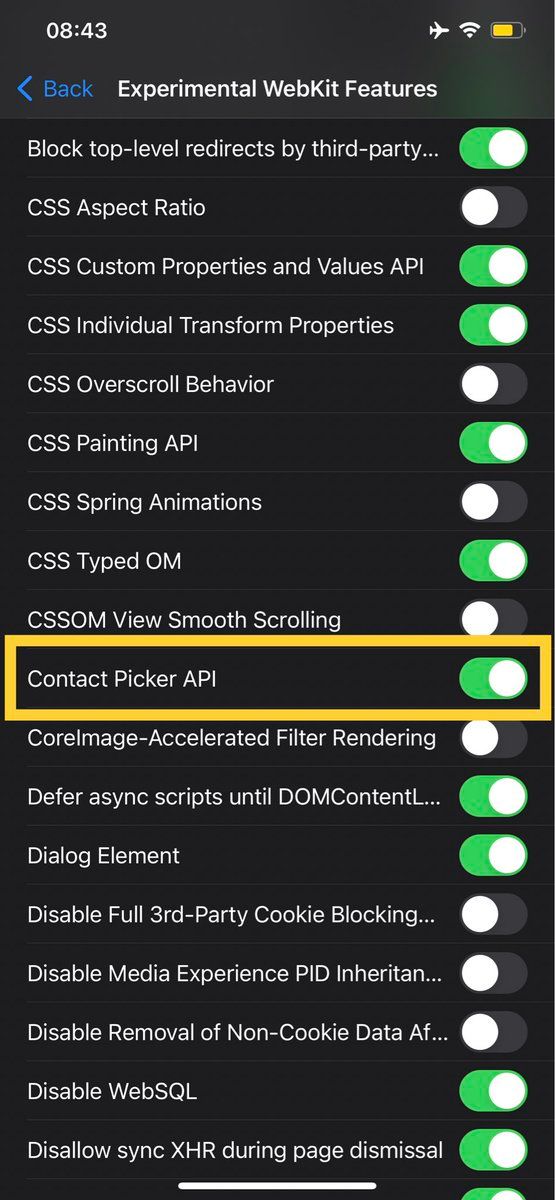 08:43
Back Experimental WebKit Features
Block top-level redirects by third-party...
CSS Aspect Ratio
CSS Custom Properties and Values API
CSS Individual Transform Properties
CSS Overscroll Behavior
CSS Painting API
CSS Spring Animations
CSS Typed OM
CSSOM View Smooth Scrolling
Contact Picker API
CoreImage-Accelerated Filter Rendering
Defer async scripts until DOMContentL...
Dialog Element
Disable Full 3rd-Party Cookie Blocking...
Disable Media Experience PID Inheritan...
Disable Removal of Non-Cookie Data Af...
Disable WebSQL
Disallow sync XHR during page dismissal